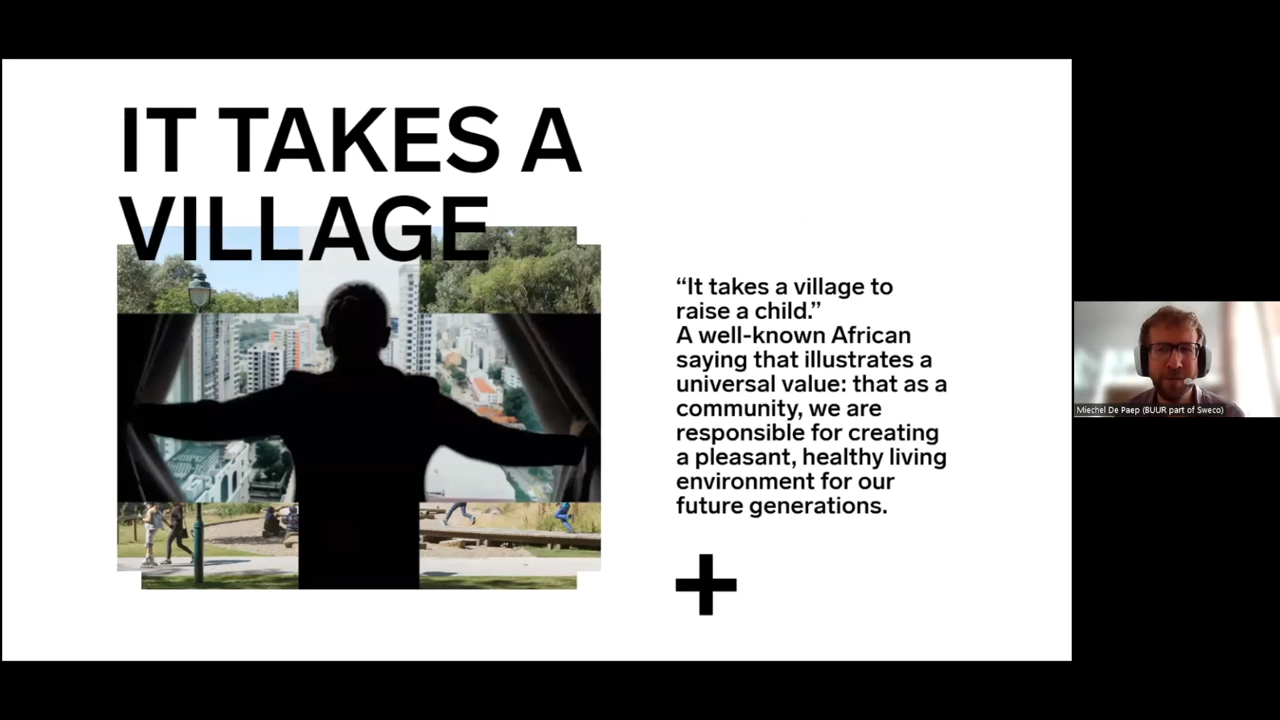 IT TAKES A
VILLAGE
“It takes a village to
raise a child.”
A well-known African
saying that illustrates a
universal value: that as a
community, we are
responsible for creating
a pleasant, healthy living
environment for our
future generations.
Miechel De Paep (BUUR part of Sweco)